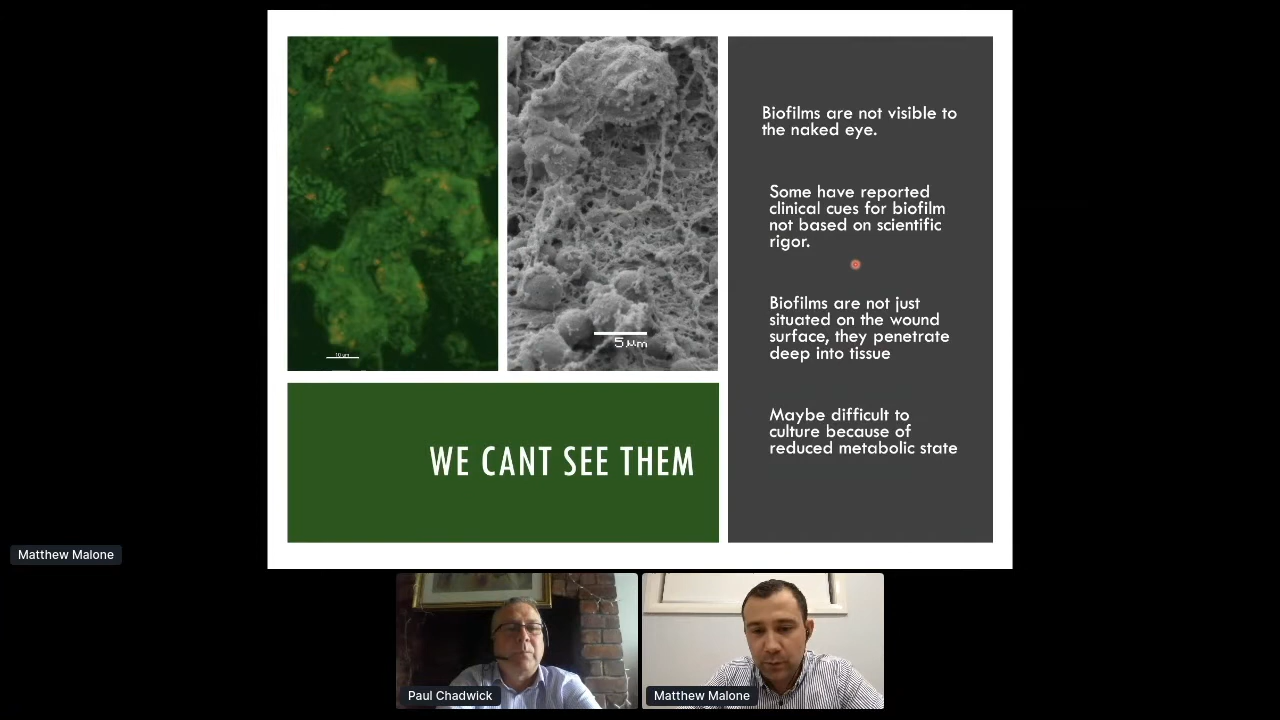 10 um
5 μm
Biofilms are not visible to
the naked eye.
Some have reported
clinical cues for biofilm
not based on scientific
rigor.
Biofilms are not just
situated on the wound
surface, they penetrate
deep into tissue
Maybe difficult to
culture because of
reduced metabolic state
WE CANT SEE THEM
Matthew Malone
Paul Chadwick
Matthew Malone